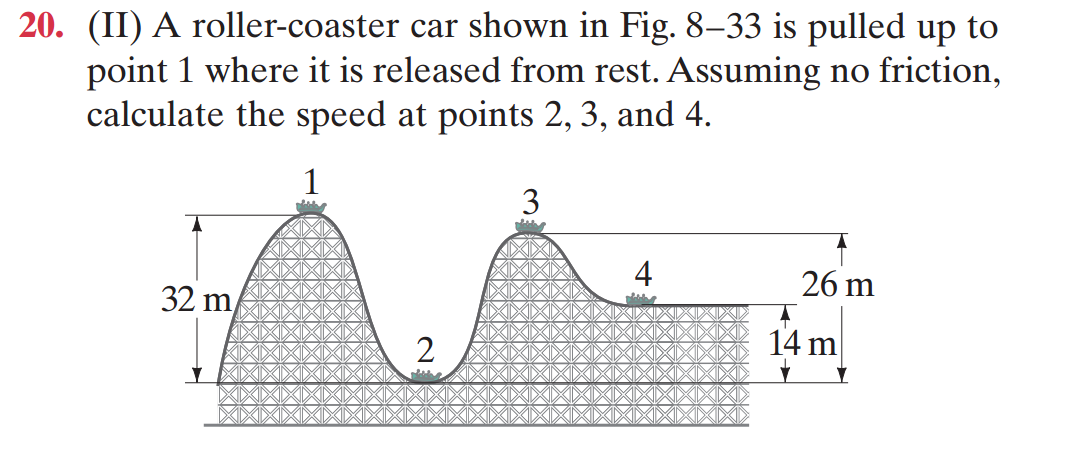 20. (II) A roller-coaster car shown in Fig. 8–33 is pulled up to
point 1 where it is released from rest. Assuming no friction,
calculate the speed at points 2, 3, and 4.
1
3
4
32 m
26 m
2
14 m